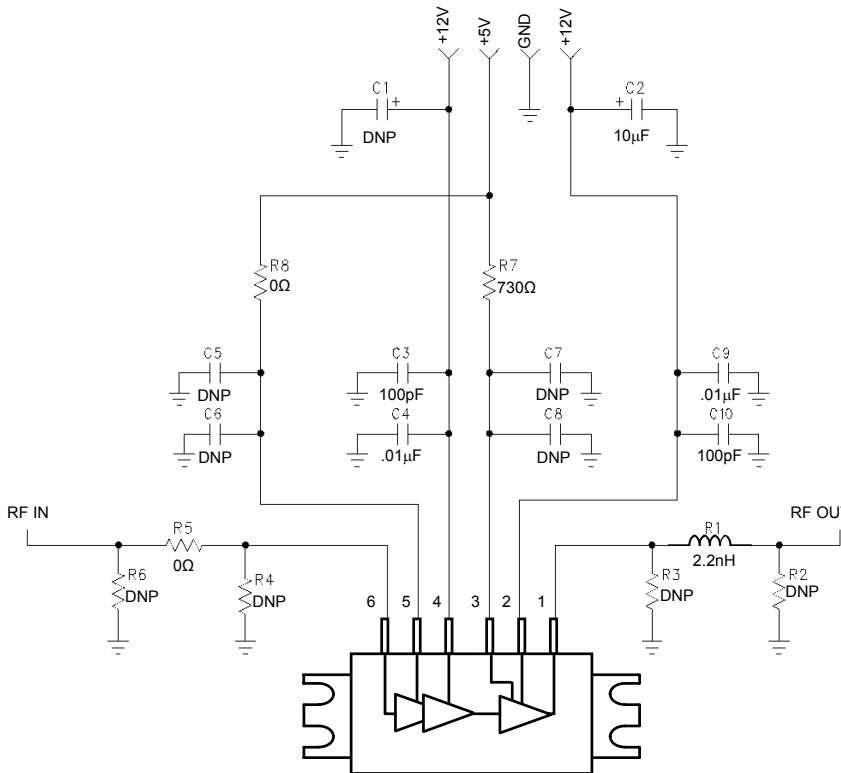 +12V
+5V
GND
+12V
C1
+
DNP
C2
+
10µF
R8
0Ω
R7
730Ω
C5
DNP
C3
100pF
C7
DNP
C9
.01µF
C6
DNP
C4
.01µF
C8
DNP
C10
100pF
RF IN
R5
0Ω
R6
DNP
R4
DNP
R1
2.2nH
RF OU
R3
DNP
R2
DNP
6
5
4
3
2
1